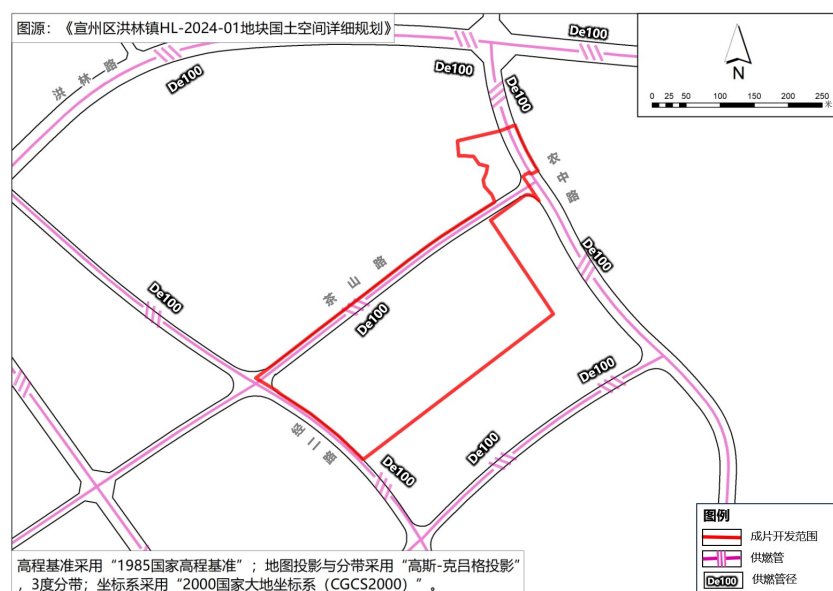 图源：《宣州区洪林镇HL-2024-01地块国土空间详细规划》
De100
De100
De100
De100
De100
洪林路
N
0 25 50 100 150 200 250
米
农中路
De100
茶山路
De100
De100
De100
De100
De100
经二路
图例
成片开发范围
供燃管
De100 供燃管径
高程基准采用“1985国家高程基准”；地图投影与分带采用“高斯-克吕格投影”
，3度分带；坐标系采用“2000国家大地坐标系（CGCS2000）”。